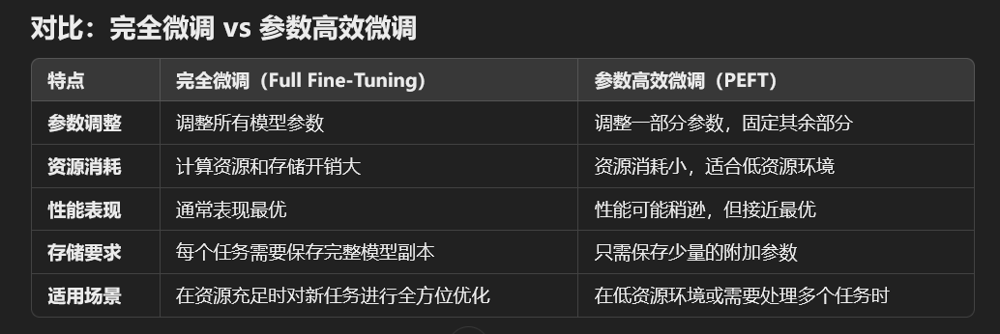 对比：完全微调 vs 参数高效微调
特点 完全微调（Full Fine-Tuning） 参数高效微调（PEFT）
参数调整 调整所有模型参数 调整一部分参数，固定其余部分
资源消耗 计算资源和存储开销大 资源消耗小，适合低资源环境
性能表现 通常表现最优 性能可能稍逊，但接近最优
存储要求 每个任务需要保存完整模型副本 只需保存少量的附加参数
适用场景 在资源充足时对新任务进行全方位优化 在低资源环境或需要处理多个任务时